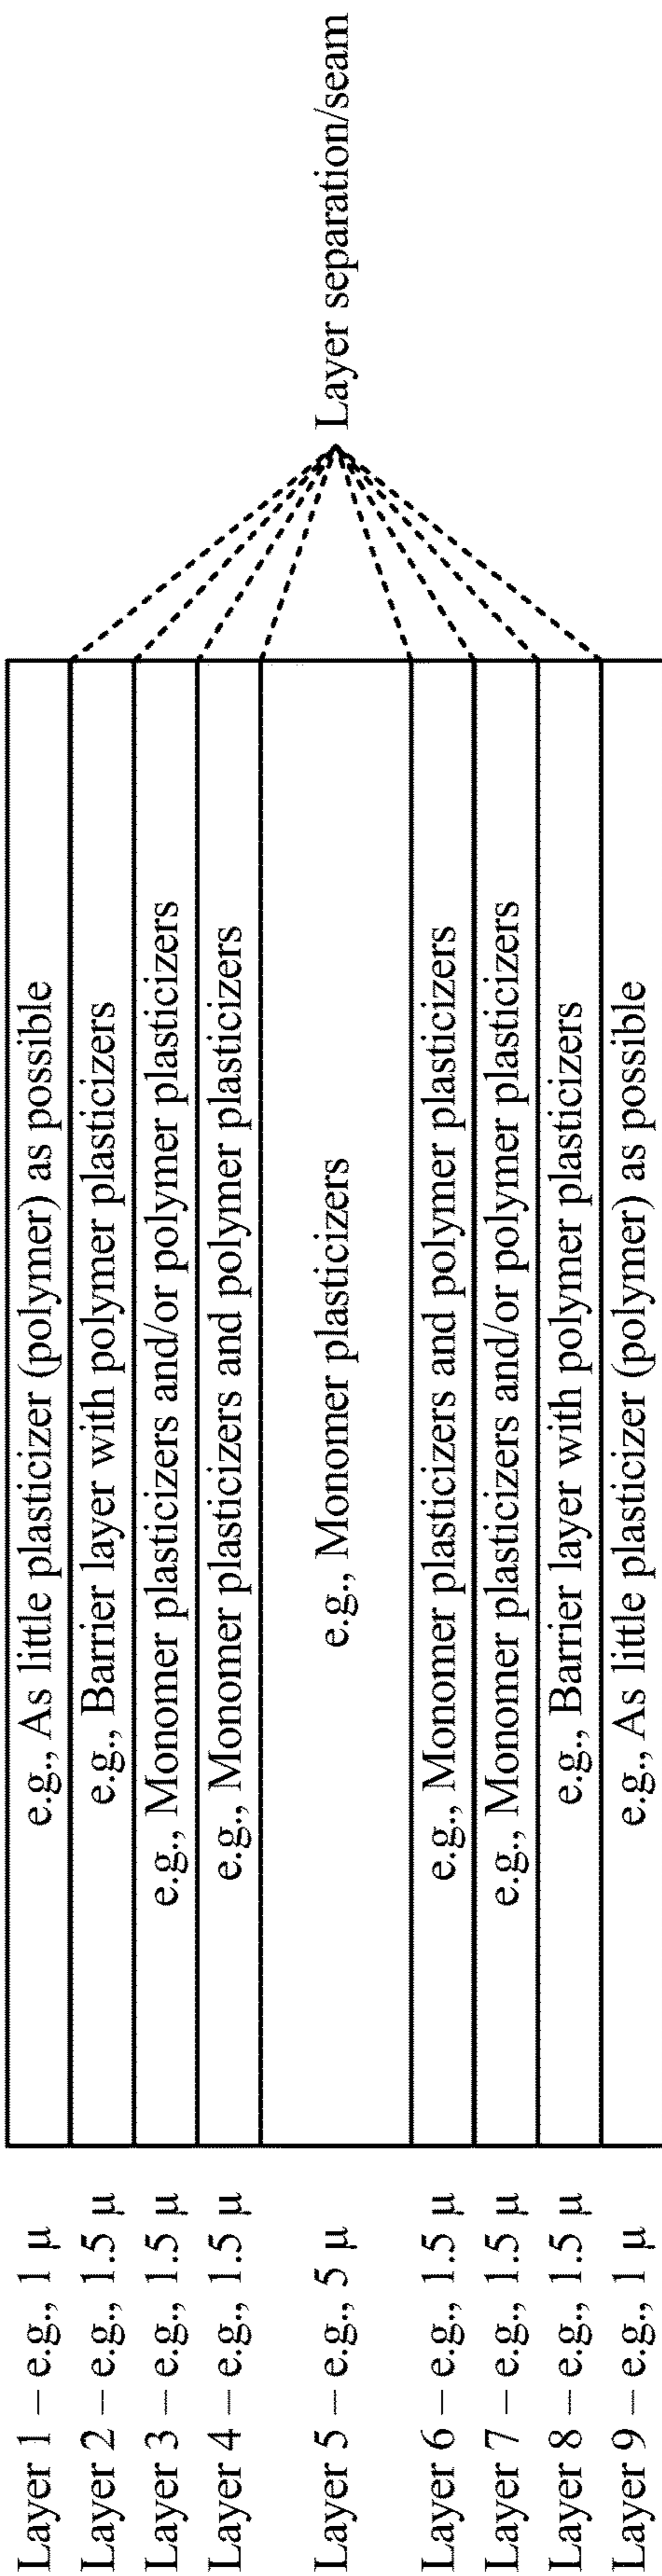 Layer 1 – e.g., 1 μ
e.g., As little plasticizer (polymer) as possible
Layer 2 – e.g., 1.5 μ
e.g., Barrier layer with polymer plasticizers
Layer 3 – e.g., 1.5 μ
e.g., Monomer plasticizers and/or polymer plasticizers
Layer 4 – e.g., 1.5 μ
e.g., Monomer plasticizers and polymer plasticizers
Layer 5 – e.g., 5 μ
e.g., Monomer plasticizers
Layer separation/seam
Layer 6 – e.g., 1.5 μ
e.g., Monomer plasticizers and polymer plasticizers
Layer 7 – e.g., 1.5 μ
e.g., Monomer plasticizers and/or polymer plasticizers
Layer 8 – e.g., 1.5 μ
e.g., Barrier layer with polymer plasticizers
Layer 9 – e.g., 1 μ
e.g., As little plasticizer (polymer) as possible